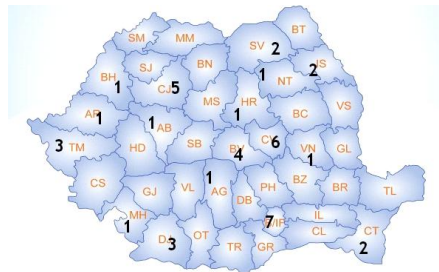 BT
SM
MM
SV
2
BN
SJ
IS
2
1
NT
BH
1
CJ
5
MS
HR
1
VS
AR
1
1
AB
BC
3
TM
HD
SB
BV
4
CV
6
VN
1
GL
CS
GJ
VL
1
AG
PH
BZ
BR
TL
DB
MH
1
7
IL
CT
2
DJ
3
OT
TR
GR
CL